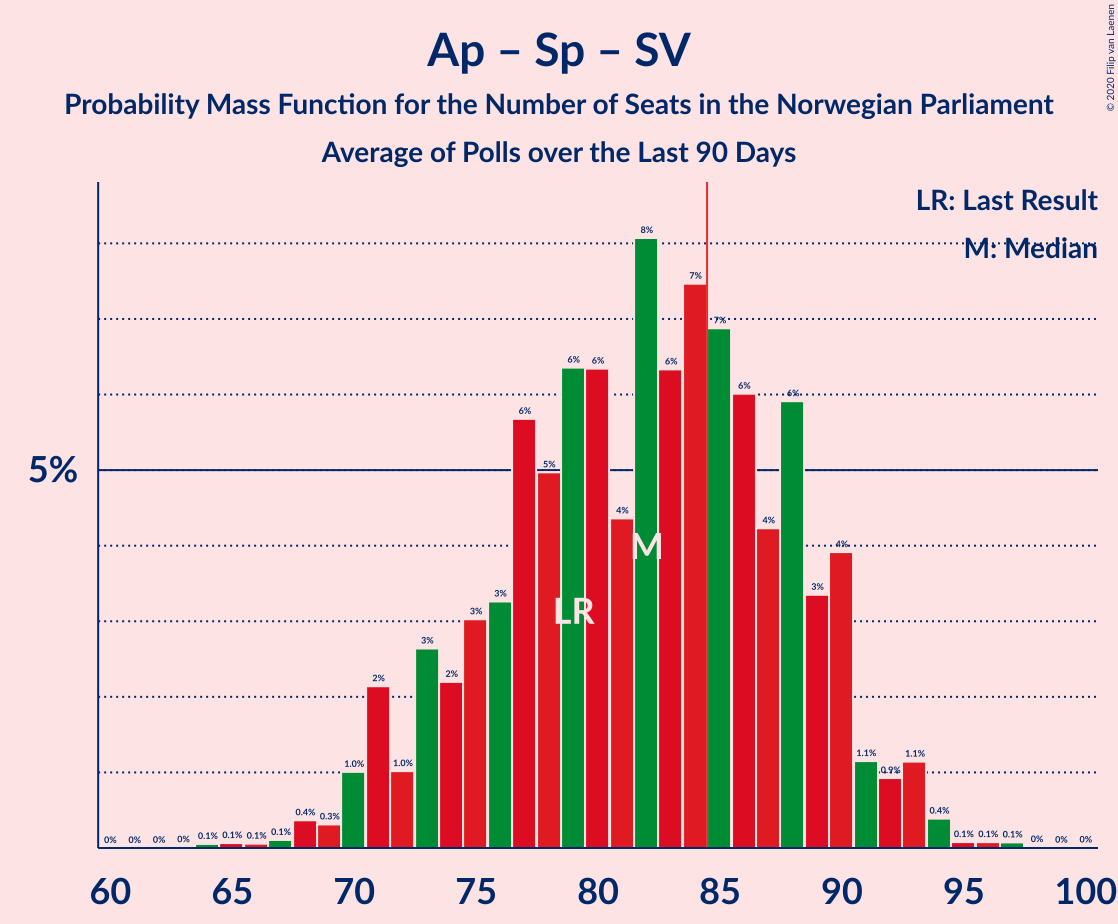 Ap – Sp – SV
Probability Mass Function for the Number of Seats in the Norwegian Parliament
Average of Polls over the Last 90 Days
© 2020 Filip van Laenen
LR: Last Result
M: Median
5%
0% 0% 0% 0% 0.1% 0.1% 0.1% 0.1% 0.4% 0.3% 1.0% 2% 1.0% 3% 2% 3% 3% 6% 5% 6% 6% 4% 8% 6% 7% 7% 6% 4% 6% 3% 4% 1.1% 0.9% 1.1% 0.4% 0.1% 0.1% 0.1% 0% 0% 0%
M
LR
60 65 70 75 80 85 90 95 100